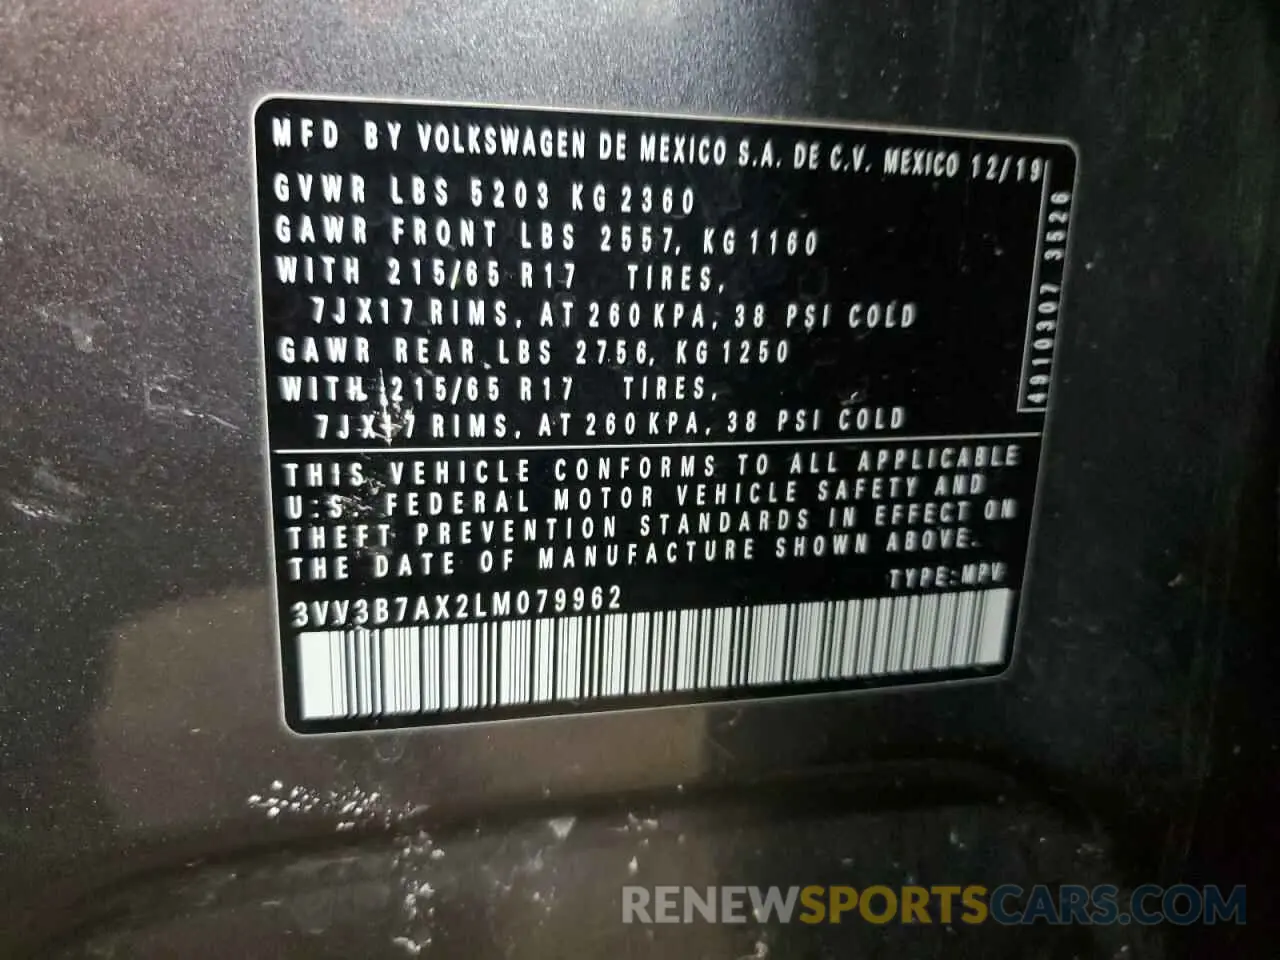 MFD BY VOLKSWAGEN DE MEXICO S.A. DE C.V. MEXICO 12/19
GVWR LBS 5203 KG 2360
GAWR FRONT LBS 2557, KG 1160
WITH 215/65 R17 TIRES,
7JX17 RIMS, AT 260 KPA, 38 PSI COLD
GAWR REAR LBS 2756, KG 1250
WITH 215/65 R17 TIRES,
7JX17 RIMS, AT 260 KPA, 38 PSI COLD
4910307 3526
THIS VEHICLE CONFORMS TO ALL APPLICABLE
U.S. FEDERAL MOTOR VEHICLE SAFETY AND
THEFT PREVENTION STANDARDS IN EFFECT ON
THE DATE OF MANUFACTURE SHOWN ABOVE.
TYPE:MPV
3VV3B7AX2LM079962
RENEWSPORTSCARS.COM